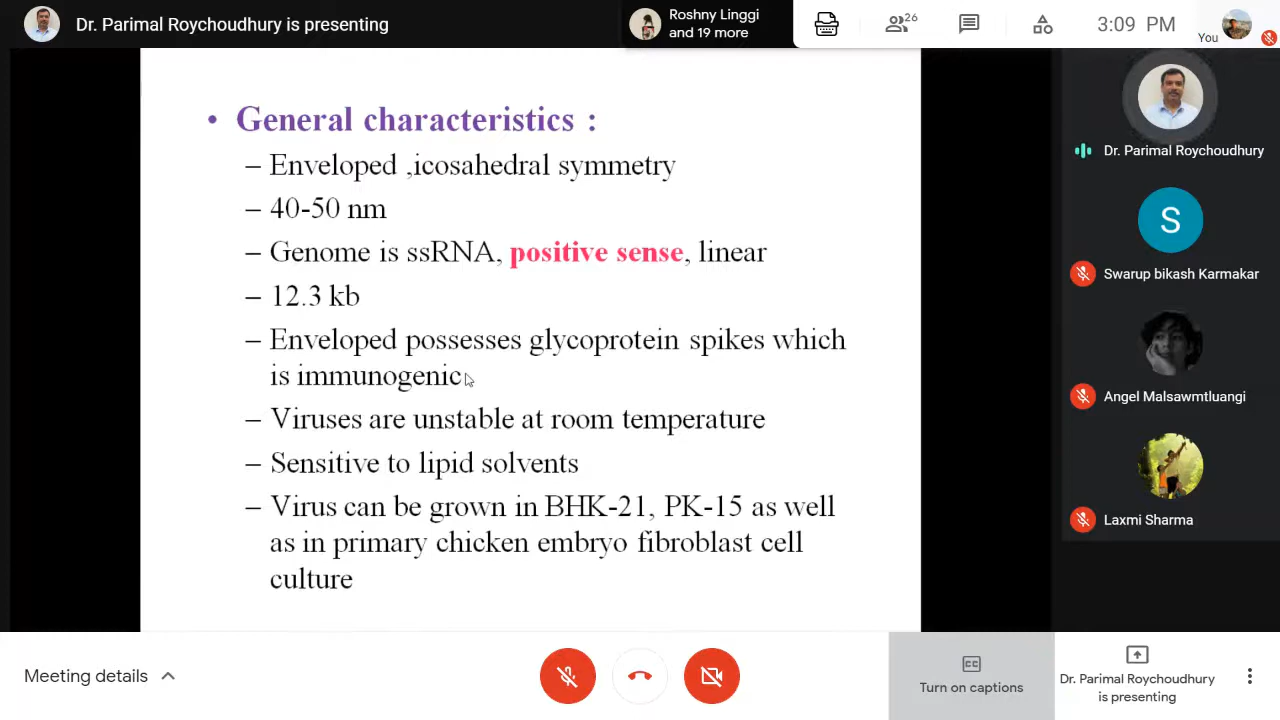 Dr. Parimal Roychoudhury is presenting
Roshny Linggi
and 19 more
26
3:09 PM
You
• General characteristics :
– Enveloped ,icosahedral symmetry
– 40-50 nm
– Genome is ssRNA, positive sense, linear
– 12.3 kb
– Enveloped possesses glycoprotein spikes which
is immunogenic
– Viruses are unstable at room temperature
– Sensitive to lipid solvents
– Virus can be grown in BHK-21, PK-15 as well
as in primary chicken embryo fibroblast cell
culture
Dr. Parimal Roychoudhury
S
Swarup bikash Karmakar
Angel Malsawmtluangi
Laxmi Sharma
Meeting details
CC
Turn on captions
Dr. Parimal Roychoudhury
is presenting